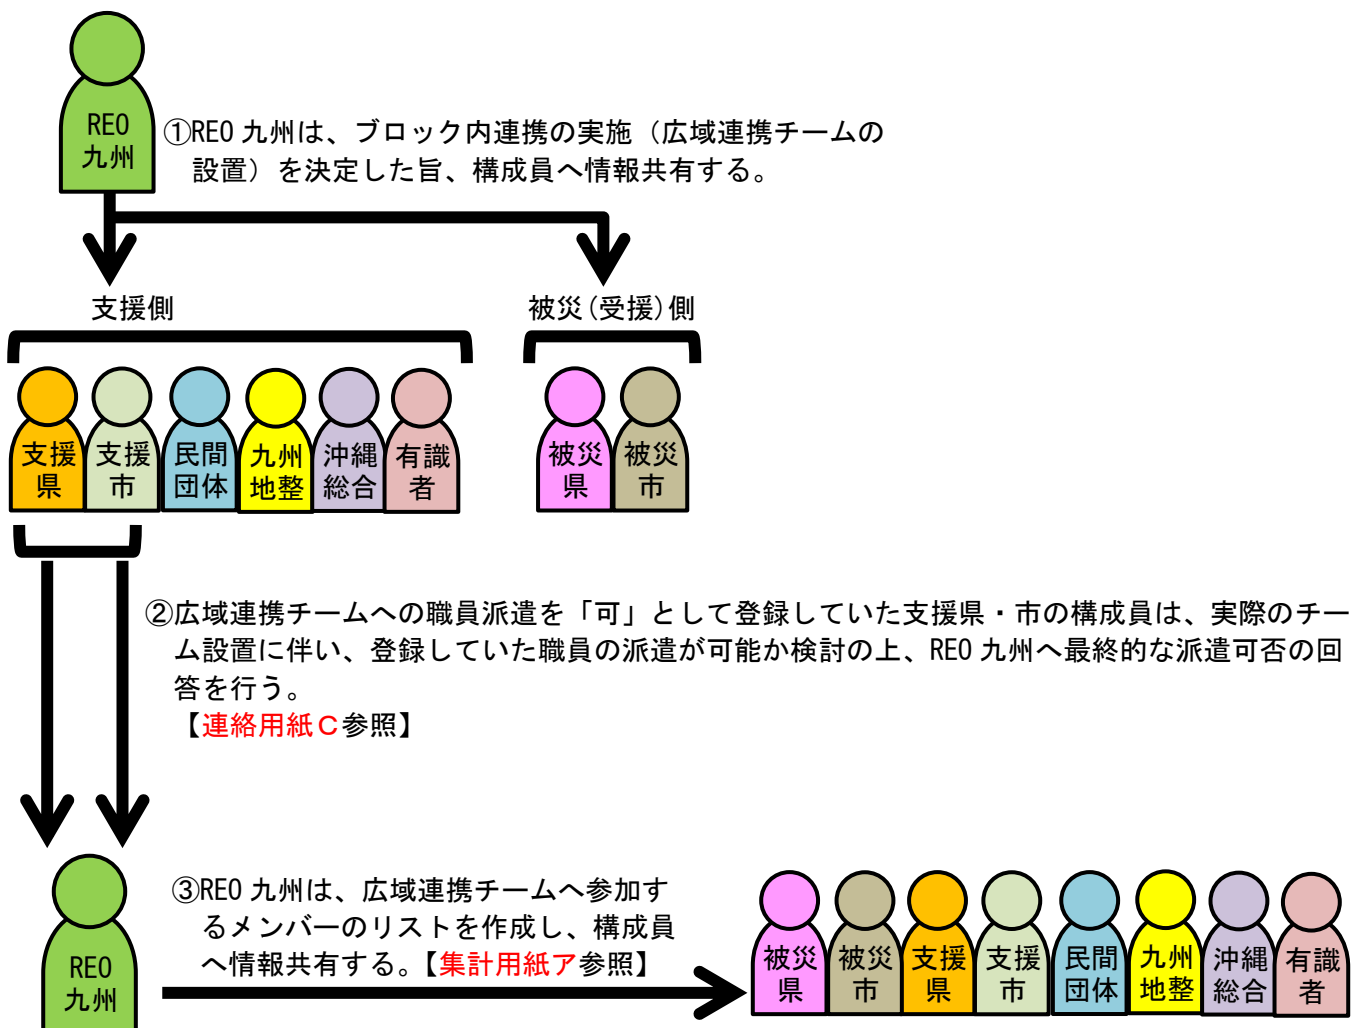 REO
九州
①REO 九州は、ブロック内連携の実施（広域連携チームの
設置）を決定した旨、構成員へ情報共有する。
支援側
被災(受援)側
支援
県
支援
市
民間
団体
九州
地整
沖縄
総合
有識
者
被災
県
被災
市
②広域連携チームへの職員派遣を「可」として登録していた支援県・市の構成員は、実際のチー
ム設置に伴い、登録していた職員の派遣が可能か検討の上、REO 九州へ最終的な派遣可否の回
答を行う。
【連絡用紙Ｃ参照】
REO
九州
③REO 九州は、広域連携チームへ参加す
るメンバーのリストを作成し、構成員
へ情報共有する。【集計用紙ア参照】
被災
県
被災
市
支援
県
支援
市
民間
団体
九州
地整
沖縄
総合
有識
者